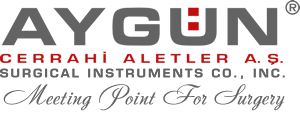 AYGÜN®
CERRAHİ ALETLER A.Ş.
SURGICAL INSTRUMENTS CO., INC.
Meeting Point For Surgery